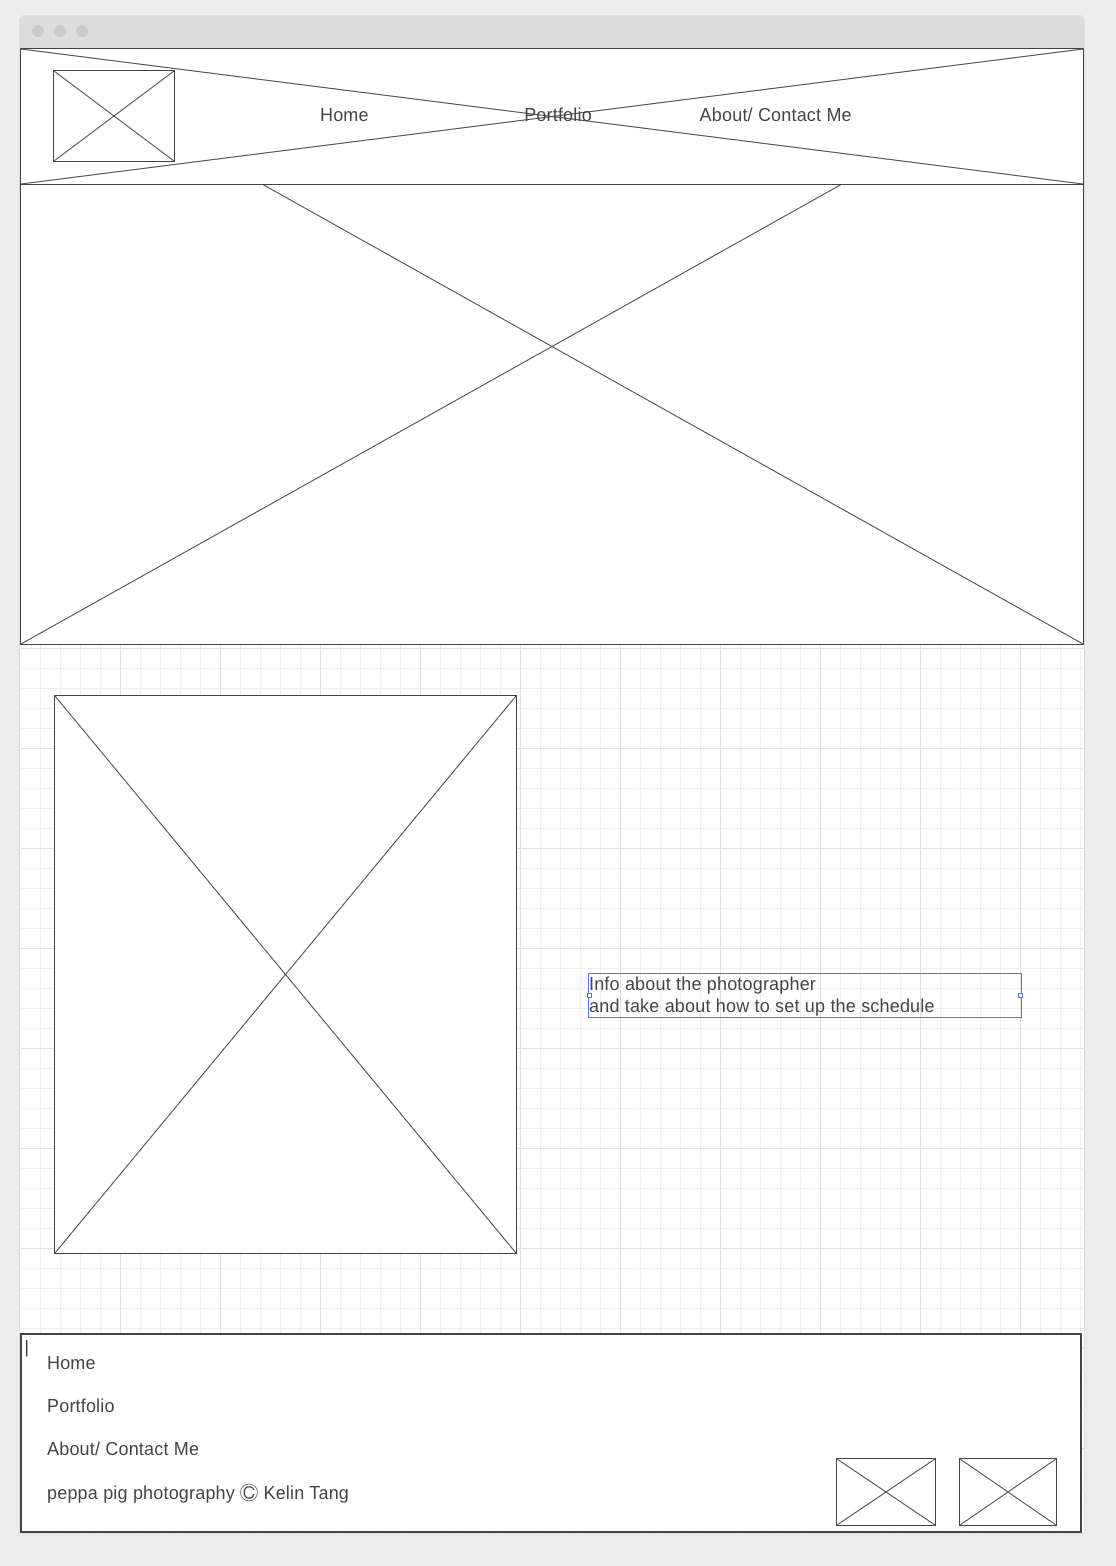 Home
Portfolio
About/ Contact Me
Info about the photographer
and take about how to set up the schedule
Home
Portfolio
About/ Contact Me
peppa pig photography Ⓒ Kelin Tang